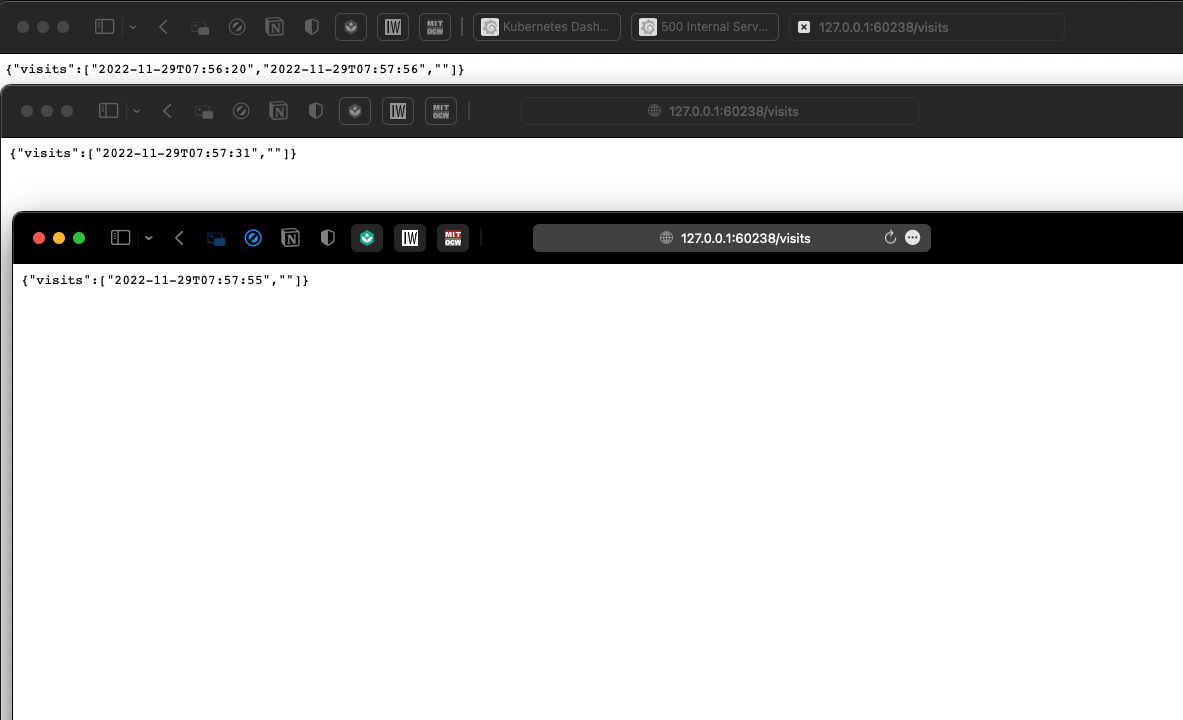 MIT
OCW
Kubernetes Dash...
500 Internal Serv...
127.0.0.1:60238/visits
{"visits":["2022-11-29T07:56:20","2022-11-29T07:57:56",""]}
MIT
OCW
127.0.0.1:60238/visits
{"visits":["2022-11-29T07:57:31",""]}
N
IW
MIT
OCW
127.0.0.1:60238/visits
{"visits":["2022-11-29T07:57:55",""]}